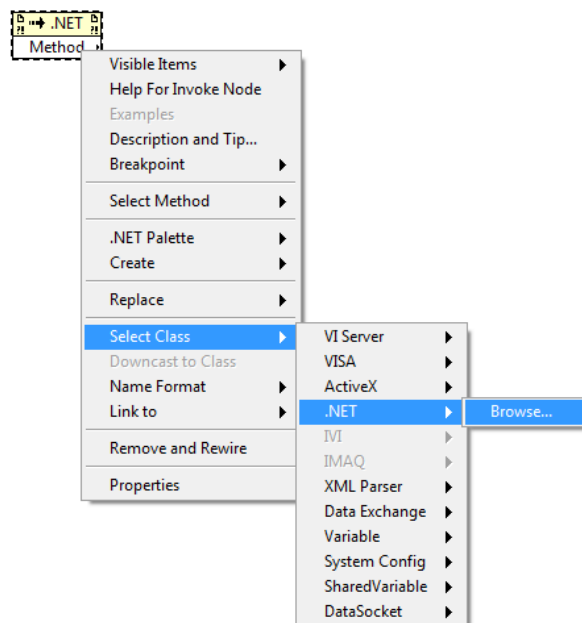 .NET
Method
Visible Items
Help For Invoke Node
Examples
Description and Tip...
Breakpoint
Select Method
.NET Palette
Create
Replace
Select Class
Downcast to Class
Name Format
Link to
Remove and Rewire
Properties
VI Server
VISA
ActiveX
.NET
IVI
IMAQ
XML Parser
Data Exchange
Variable
System Config
SharedVariable
DataSocket
Browse...